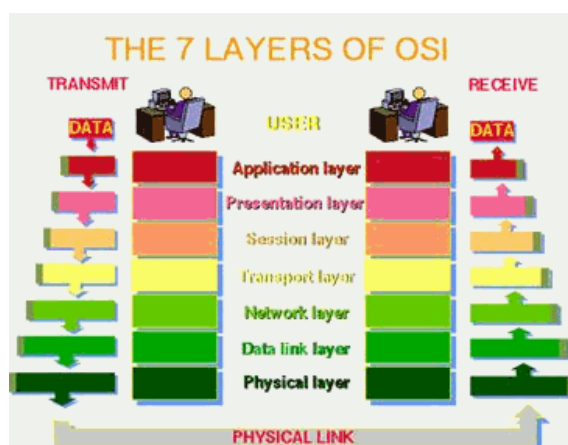 THE 7 LAYERS OF OSI
TRANSMIT
RECEIVE
DATA
USER
DATA
Application layer
Presentation layer
Session layer
Transport layer
Network layer
Data link layer
Physical layer
PHYSICAL LINK